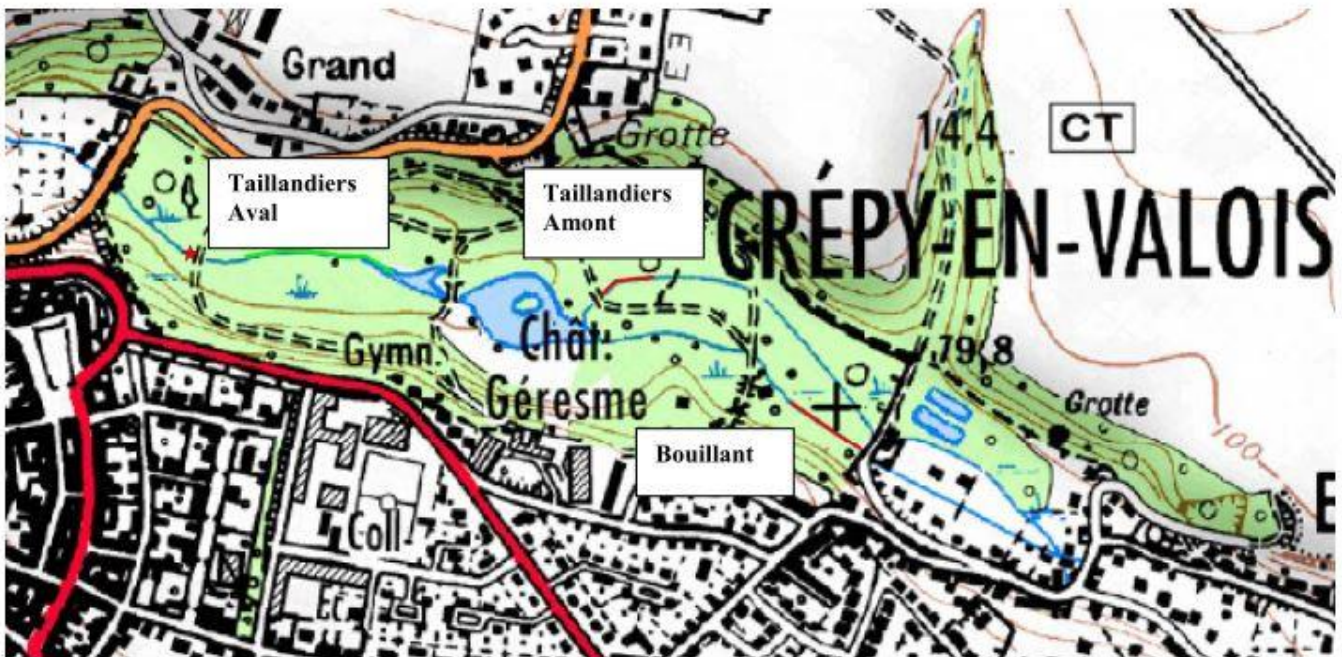 Grand
Grotte
144
CT
Taillandiers
Aval
Taillandiers
Amont
CRÉPY-EN-VALOIS
Chât.
Gymn.
79,8
Géresme
Grotte
Bouillant
100
Coll.
E